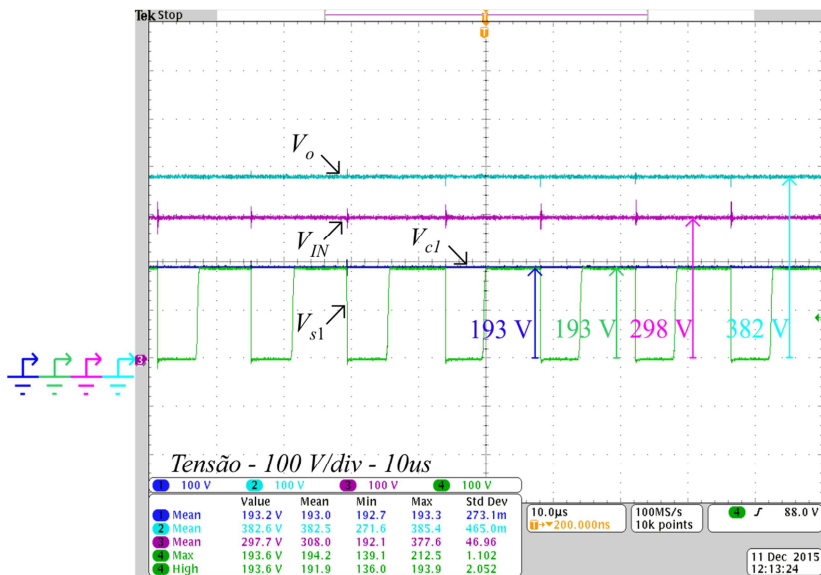 Tek Stop
T
T
Vo
VIN
Vc1
Vs1
193 V
193 V
298 V
382 V
3
Tensão - 100 V/div - 10us
1 100 V
2 100 V
3 100 V
4 100 V
Value Mean Min Max Std Dev
1 Mean 193.2 V 193.0 192.7 193.3 273.1m
2 Mean 382.6 V 382.5 271.6 385.4 465.0m
3 Mean 297.7 V 308.0 192.1 377.6 46.96
4 Max 193.6 V 194.2 139.1 212.5 1.102
4 High 193.6 V 191.9 136.0 193.9 2.052
10.0µs
T→▼200.000ns
100MS/s
10k points
4 88.0 V
11 Dec 2015
12:13:24